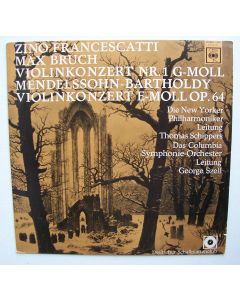 ZINO FRANCESCATTI
MAX BRUCH
VIOLINKONZERT NR.1 G-MOLL
MENDELSSOHN-BARTHOLDY
VIOLINKONZERT E-MOLL OP. 64
Die New Yorker
Philharmoniker
Leitung
Thomas Schippers
Das Columbia
Symphonie-Orchester
Leitung
George Szell
CBS